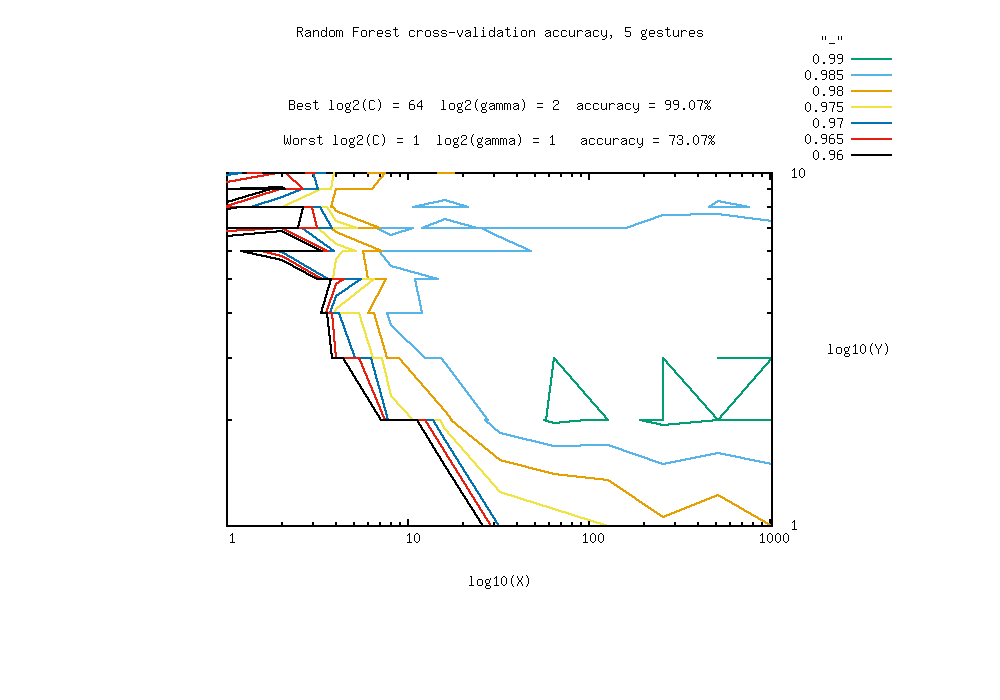 Random Forest cross-validation accuracy, 5 gestures
"_"
0.99
0.985
Best log2(C) = 64  log2(gamma) = 2  accuracy = 99.07%
0.98
0.975
0.97
Worst log2(C) = 1  log2(gamma) = 1   accuracy = 73.07%
0.965
0.96
10
log10(Y)
1
1 10 100 1000
log10(X)